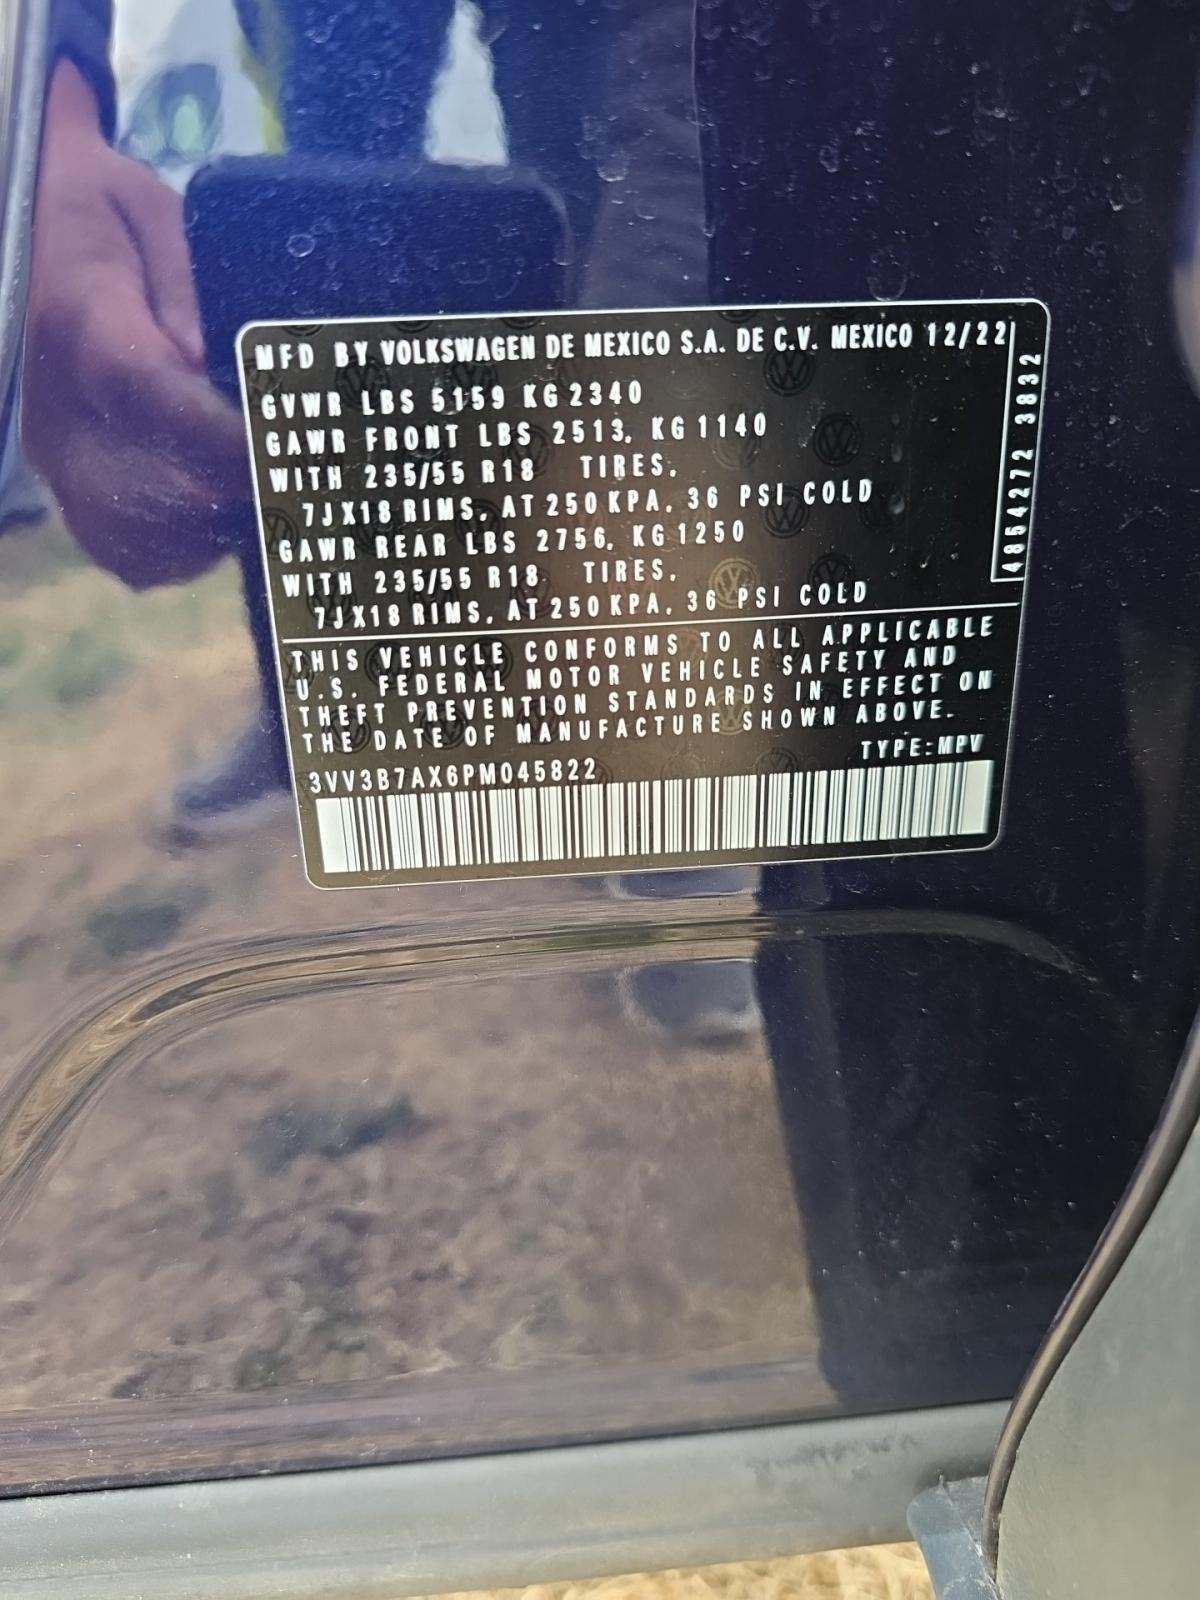 MFD BY VOLKSWAGEN DE MEXICO S.A. DE C.V. MEXICO 12/22
GVWR LBS 5159 KG 2340
GAWR FRONT LBS 2513, KG 1140
WITH 235/55 R18 TIRES,
7JX18 RIMS, AT 250 KPA, 36 PSI COLD
GAWR REAR LBS 2756, KG 1250
WITH 235/55 R18 TIRES,
7JX18 RIMS, AT 250 KPA, 36 PSI COLD
4854272 3832
THIS VEHICLE CONFORMS TO ALL APPLICABLE
U.S. FEDERAL MOTOR VEHICLE SAFETY AND
THEFT PREVENTION STANDARDS IN EFFECT ON
THE DATE OF MANUFACTURE SHOWN ABOVE.
TYPE:MPV
3VV3B7AX6PM045822